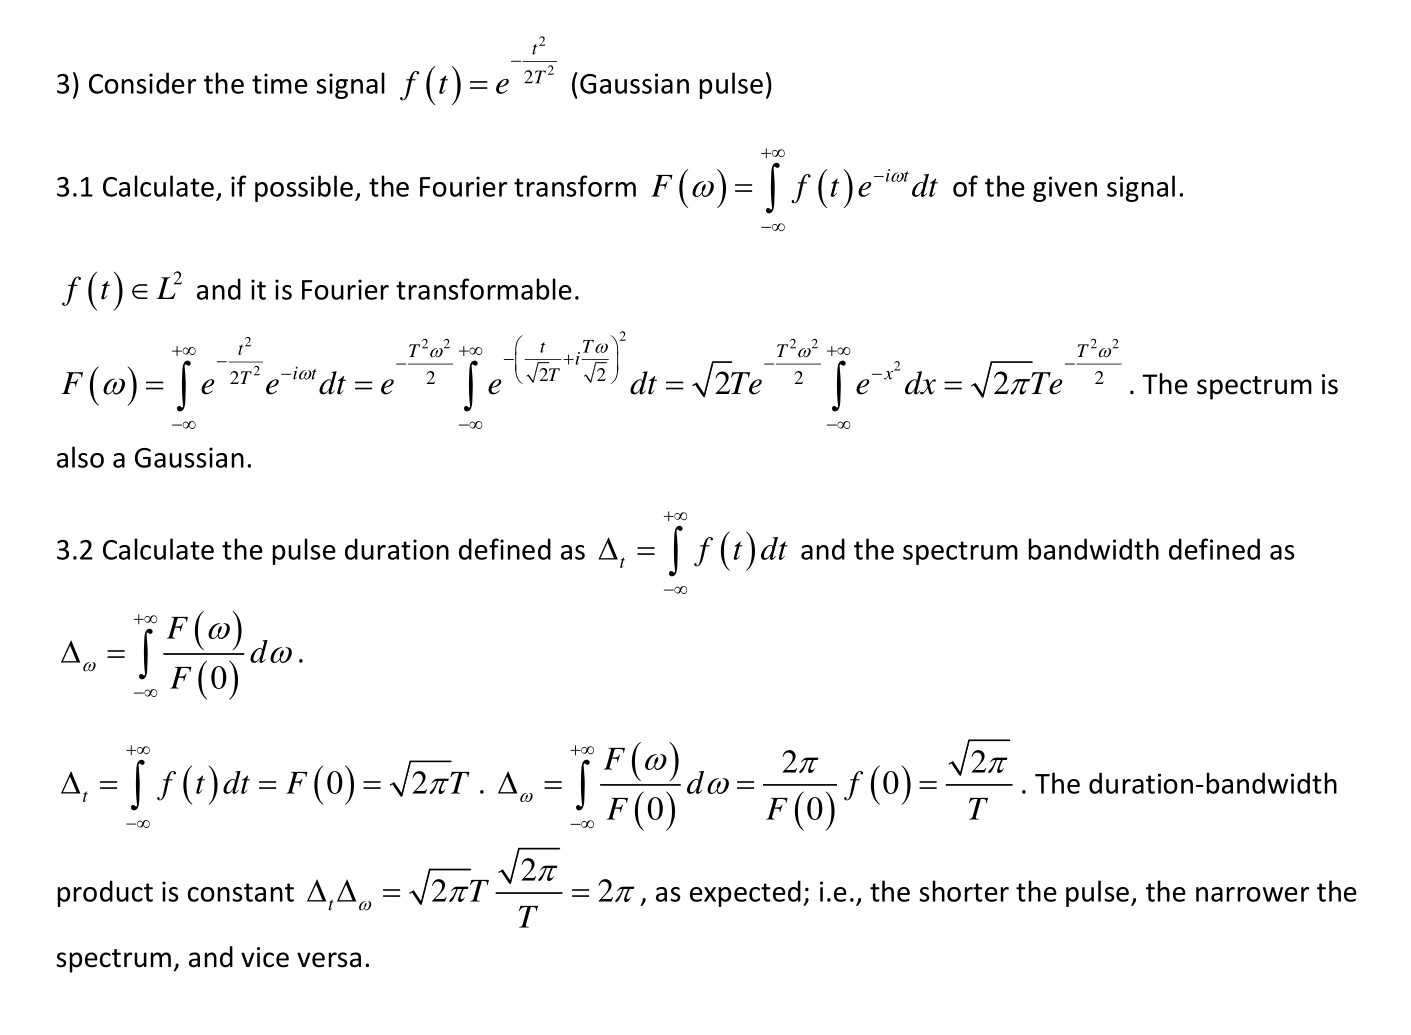 3) Consider the time signal $f(t) = e^{-\frac{t^2}{2T^2}}$ (Gaussian pulse)
3.1 Calculate, if possible, the Fourier transform $F(\omega) = \int_{-\infty}^{+\infty} f(t) e^{-i\omega t} dt$ of the given signal.
$f(t) \in L^2$ and it is Fourier transformable.
$F(\omega) = \int_{-\infty}^{+\infty} e^{-\frac{t^2}{2T^2}} e^{-i\omega t} dt = e^{-\frac{T^2\omega^2}{2}} \int_{-\infty}^{+\infty} e^{-\left(\frac{t}{\sqrt{2}T} + i\frac{T\omega}{\sqrt{2}}\right)^2} dt = \sqrt{2}T e^{-\frac{T^2\omega^2}{2}} \int_{-\infty}^{+\infty} e^{-x^2} dx = \sqrt{2\pi}T e^{-\frac{T^2\omega^2}{2}}$. The spectrum is
also a Gaussian.
3.2 Calculate the pulse duration defined as $\Delta_t = \int_{-\infty}^{+\infty} f(t) dt$ and the spectrum bandwidth defined as
$\Delta_\omega = \int_{-\infty}^{+\infty} \frac{F(\omega)}{F(0)} d\omega$.
$\Delta_t = \int_{-\infty}^{+\infty} f(t) dt = F(0) = \sqrt{2\pi}T$. $\Delta_\omega = \int_{-\infty}^{+\infty} \frac{F(\omega)}{F(0)} d\omega = \frac{2\pi}{F(0)} f(0) = \frac{\sqrt{2\pi}}{T}$. The duration-bandwidth
product is constant $\Delta_t \Delta_\omega = \sqrt{2\pi}T \frac{\sqrt{2\pi}}{T} = 2\pi$, as expected; i.e., the shorter the pulse, the narrower the
spectrum, and vice versa.